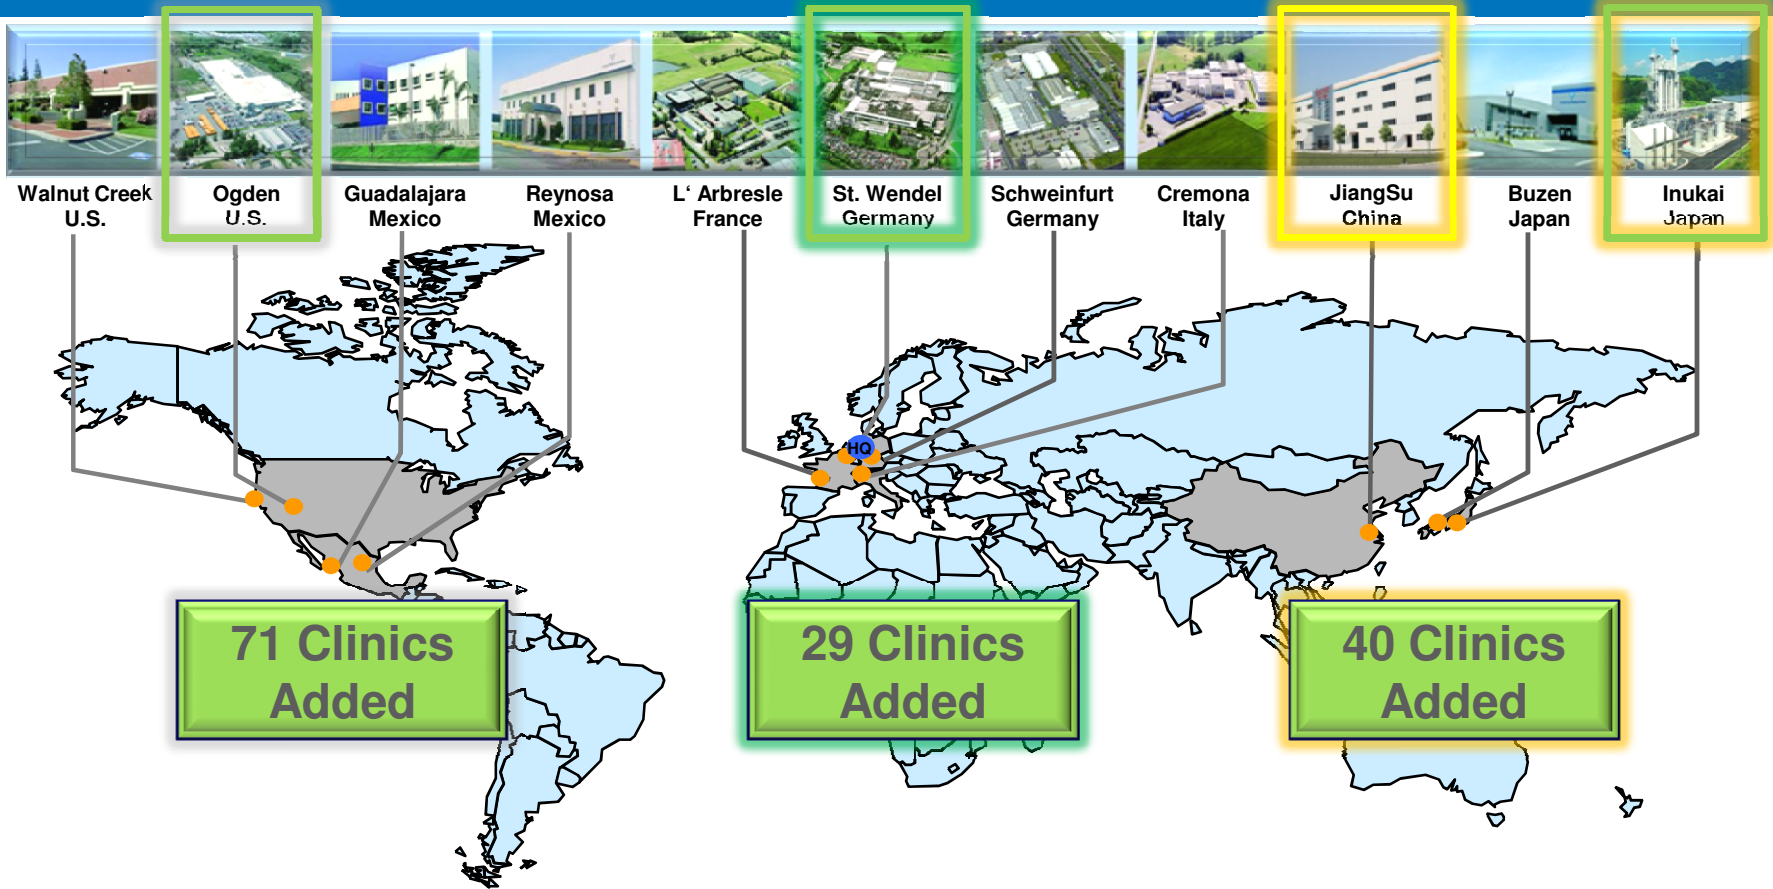 Walnut Creek
U.S.
Ogden
U.S.
Guadalajara
Mexico
Reynosa
Mexico
L‘ Arbresle
France
St. Wendel
Germany
Schweinfurt
Germany
Cremona
Italy
JiangSu
China
Buzen
Japan
Inukai
Japan
HQ
71 Clinics
Added
29 Clinics
Added
40 Clinics
Added